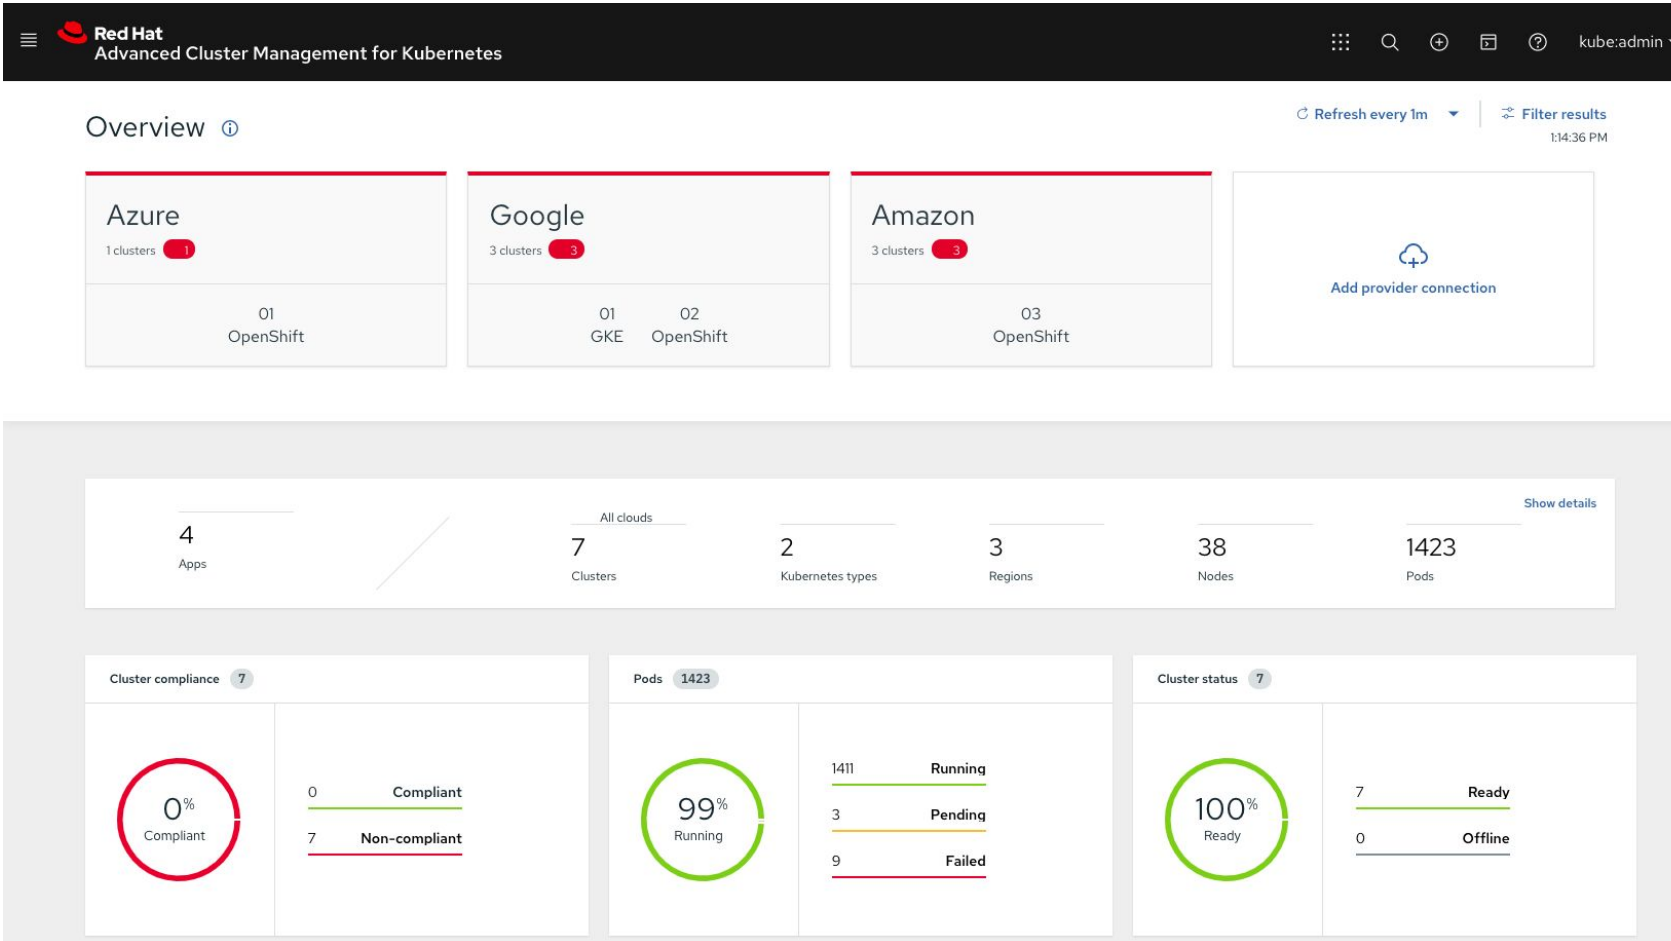 Red Hat
Advanced Cluster Management for Kubernetes
kube:admin
Overview
Refresh every 1m
Filter results
1:14:36 PM
Azure
1 clusters 1
01
OpenShift
Google
3 clusters 3
01 02
GKE OpenShift
Amazon
3 clusters 3
03
OpenShift
Add provider connection
Show details
4
Apps
All clouds
7
Clusters
2
Kubernetes types
3
Regions
38
Nodes
1423
Pods
Cluster compliance 7
0%
Compliant
0 Compliant
7 Non-compliant
Pods 1423
99%
Running
1411 Running
3 Pending
9 Failed
Cluster status 7
100%
Ready
7 Ready
0 Offline